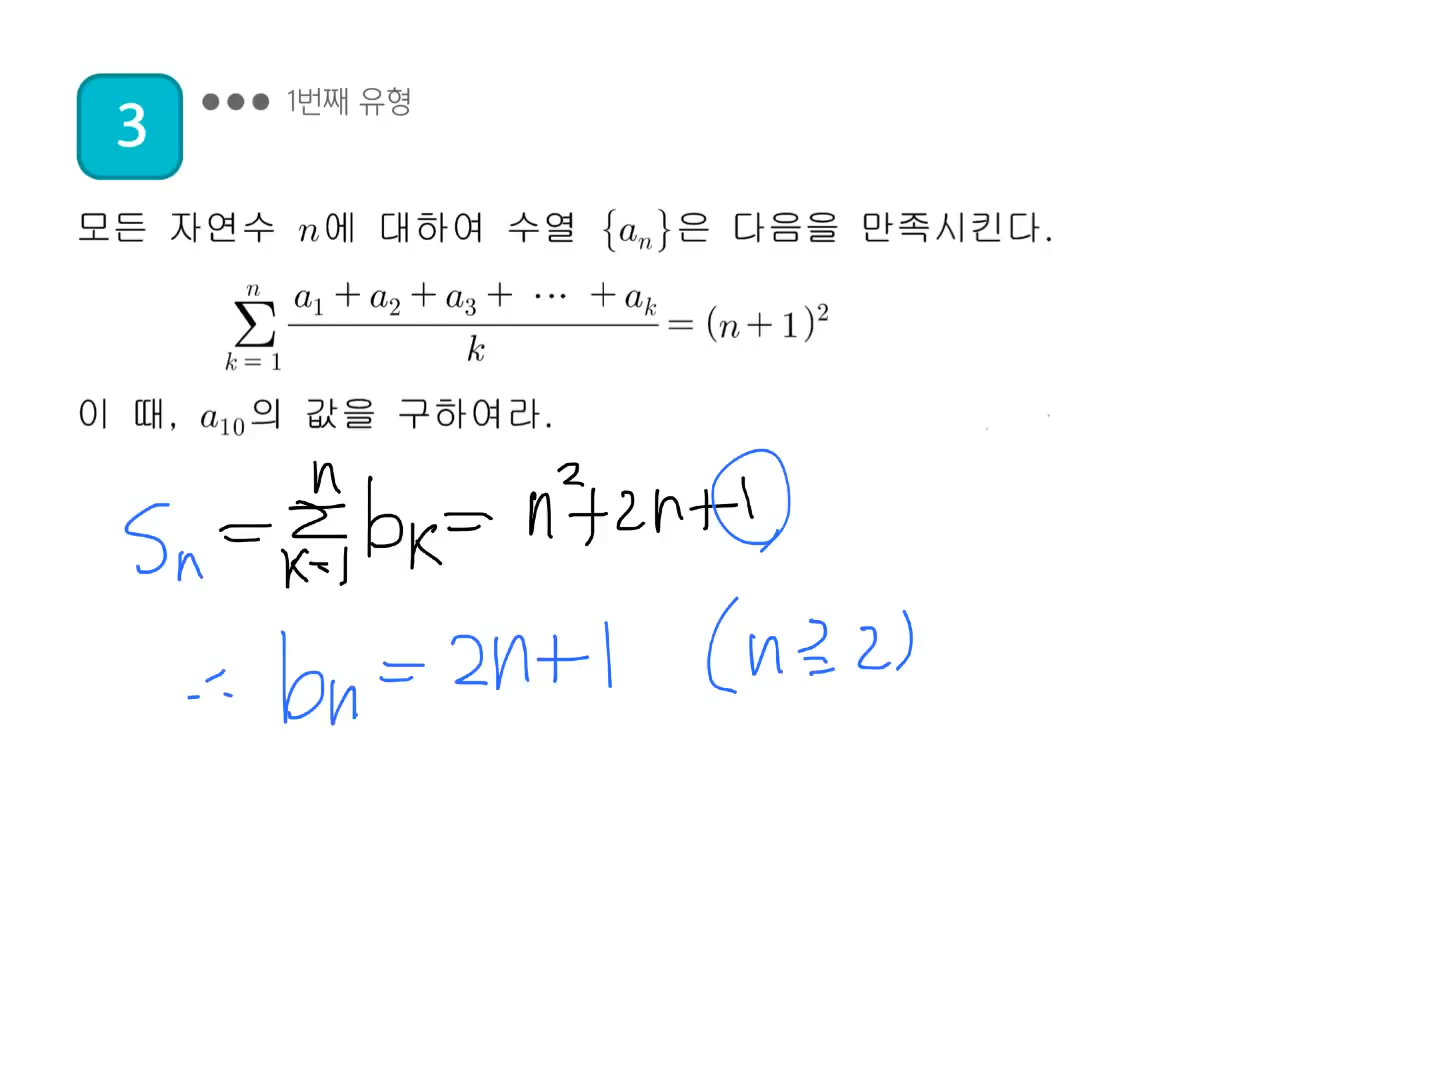 3
●●● 1번째 유형
모든 자연수 n에 대하여 수열 {aₙ}은 다음을 만족시킨다.
∑_{k=1}^{n} (a₁ + a₂ + a₃ + ⋯ + aₖ)/k = (n+1)²
이 때, a₁₀의 값을 구하여라.
Sₙ = ∑_{k=1}^{n} bₖ = n² + 2n + 1
∴ bₙ = 2n+1 (n ≧ 2)